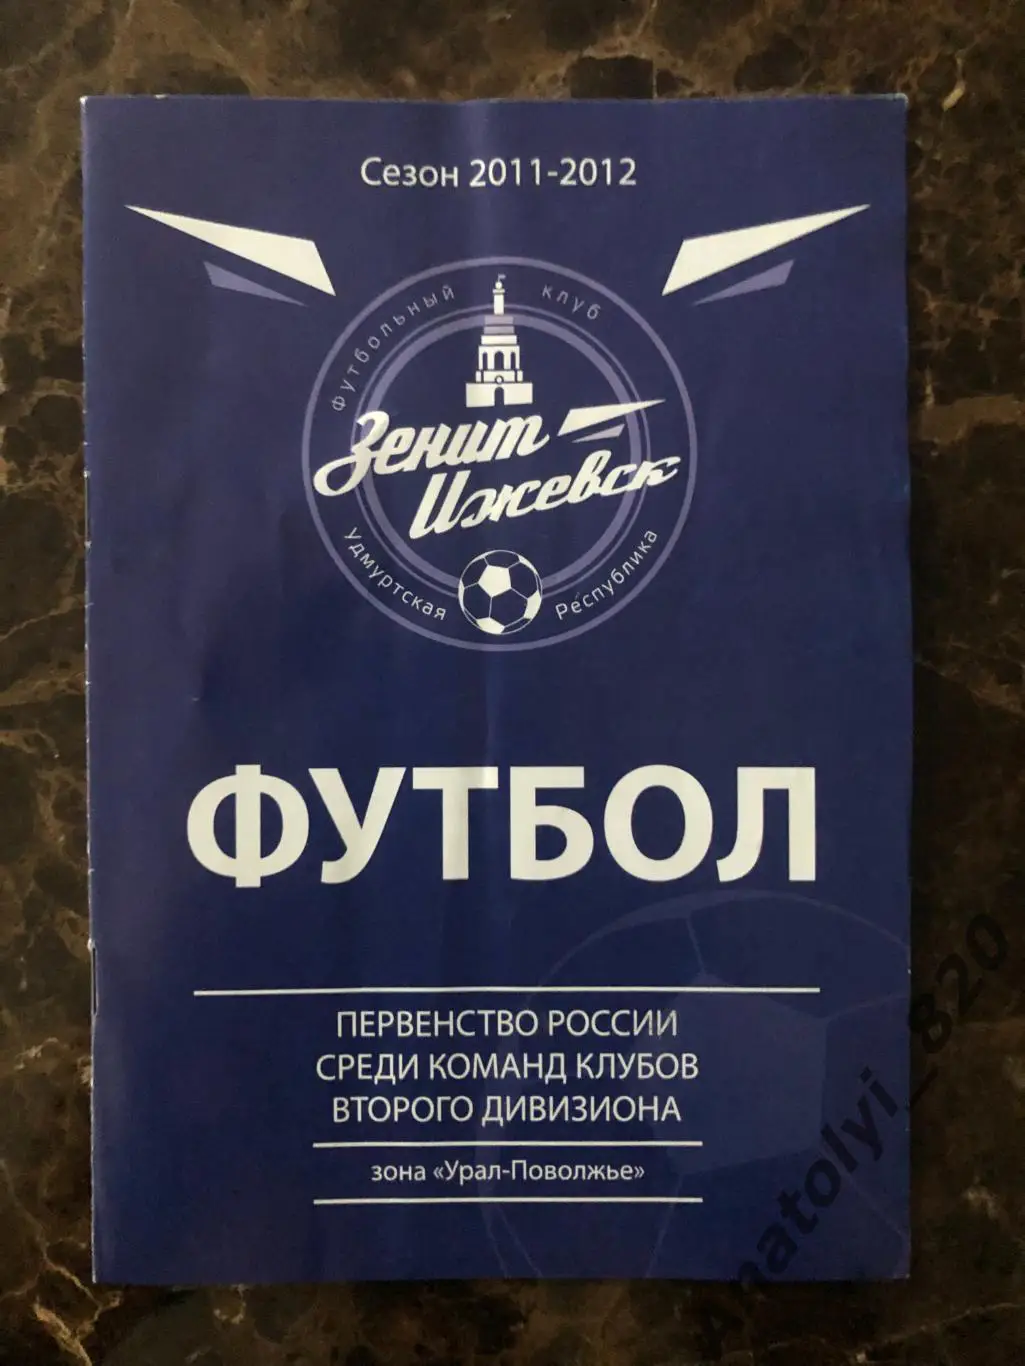 Сезон 2011-2012
Футбольный клуб
Зенит
Ижевск
Удмуртская Республика
ФУТБОЛ
ПЕРВЕНСТВО РОССИИ
СРЕДИ КОМАНД КЛУБОВ
ВТОРОГО ДИВИЗИОНА
зона «Урал-Поволжье»
Anatolyi_820